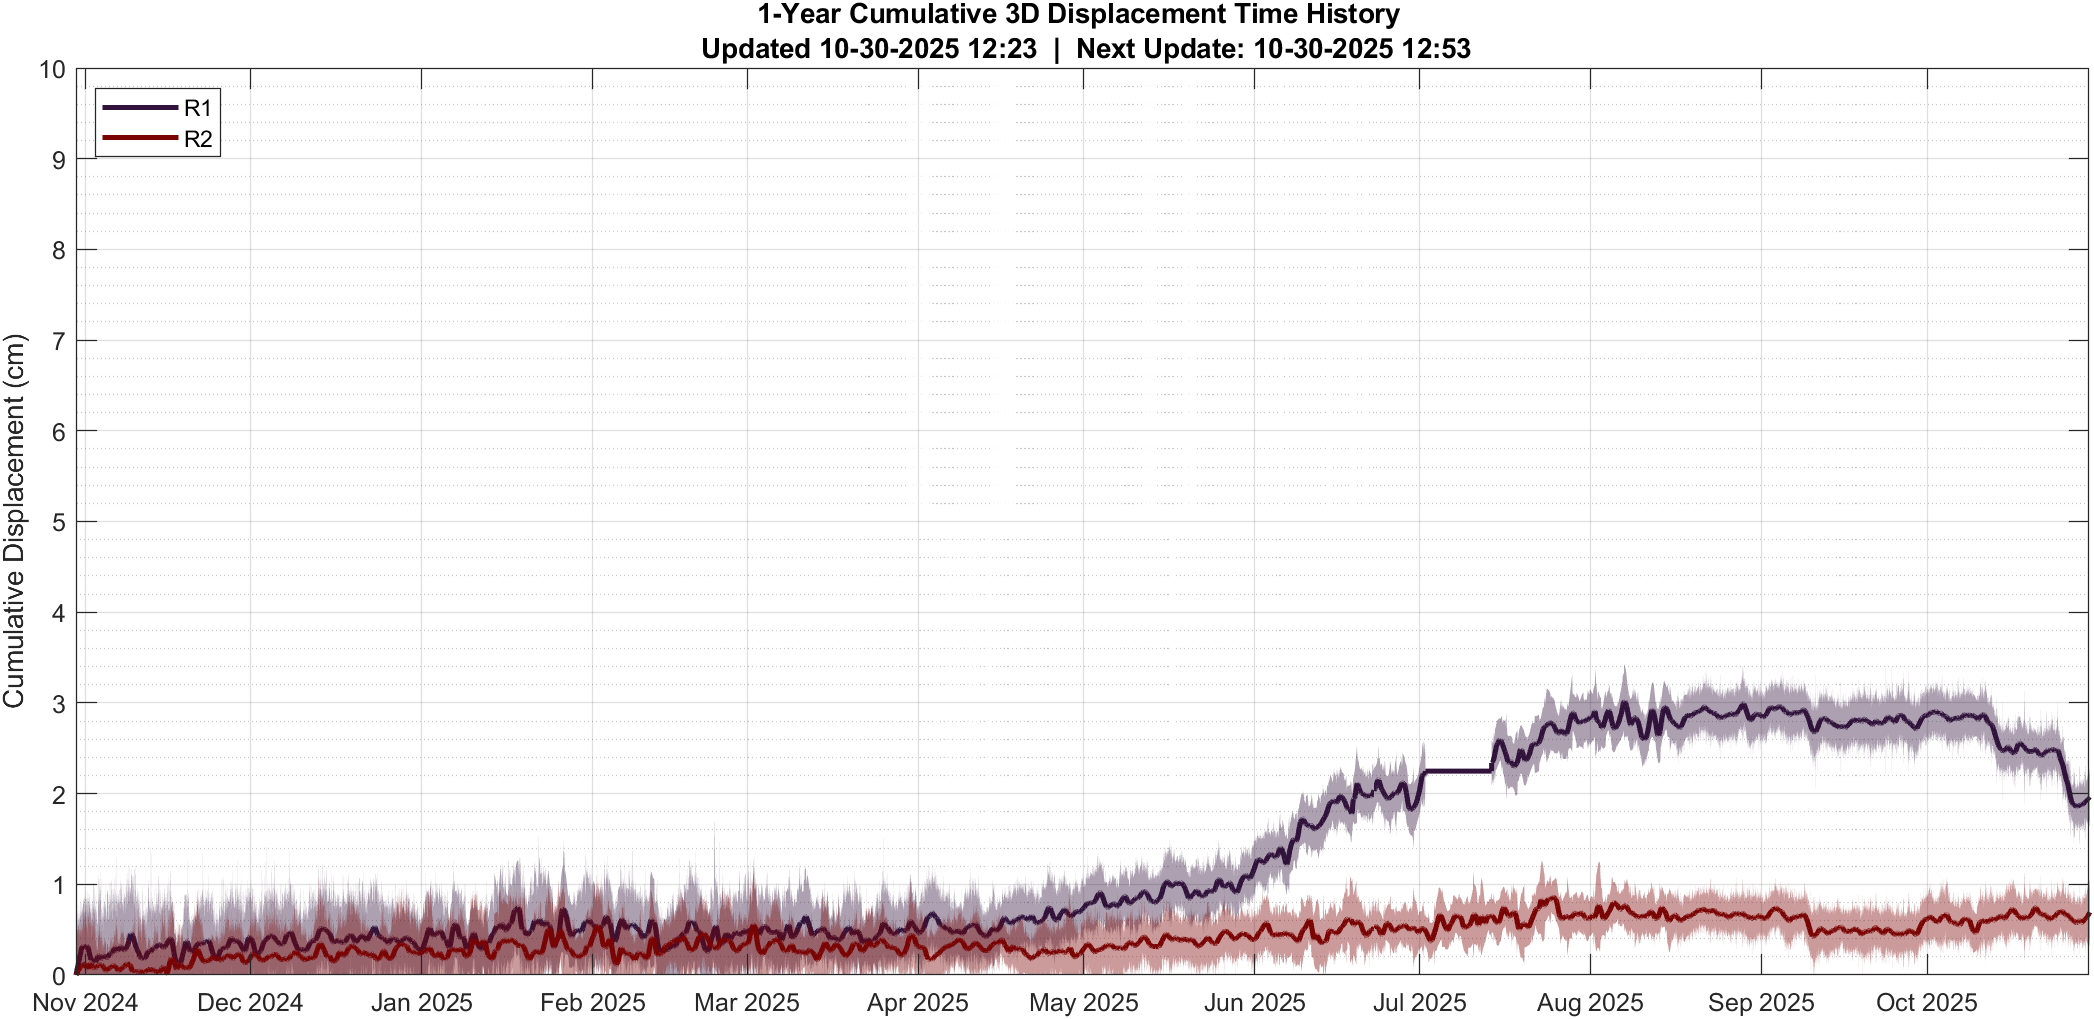 1-Year Cumulative 3D Displacement Time History
Updated 10-30-2025 12:23 | Next Update: 10-30-2025 12:53
R1
R2
Cumulative Displacement (cm)
10
9
8
7
6
5
4
3
2
1
0
Nov 2024 Dec 2024 Jan 2025 Feb 2025 Mar 2025 Apr 2025 May 2025 Jun 2025 Jul 2025 Aug 2025 Sep 2025 Oct 2025